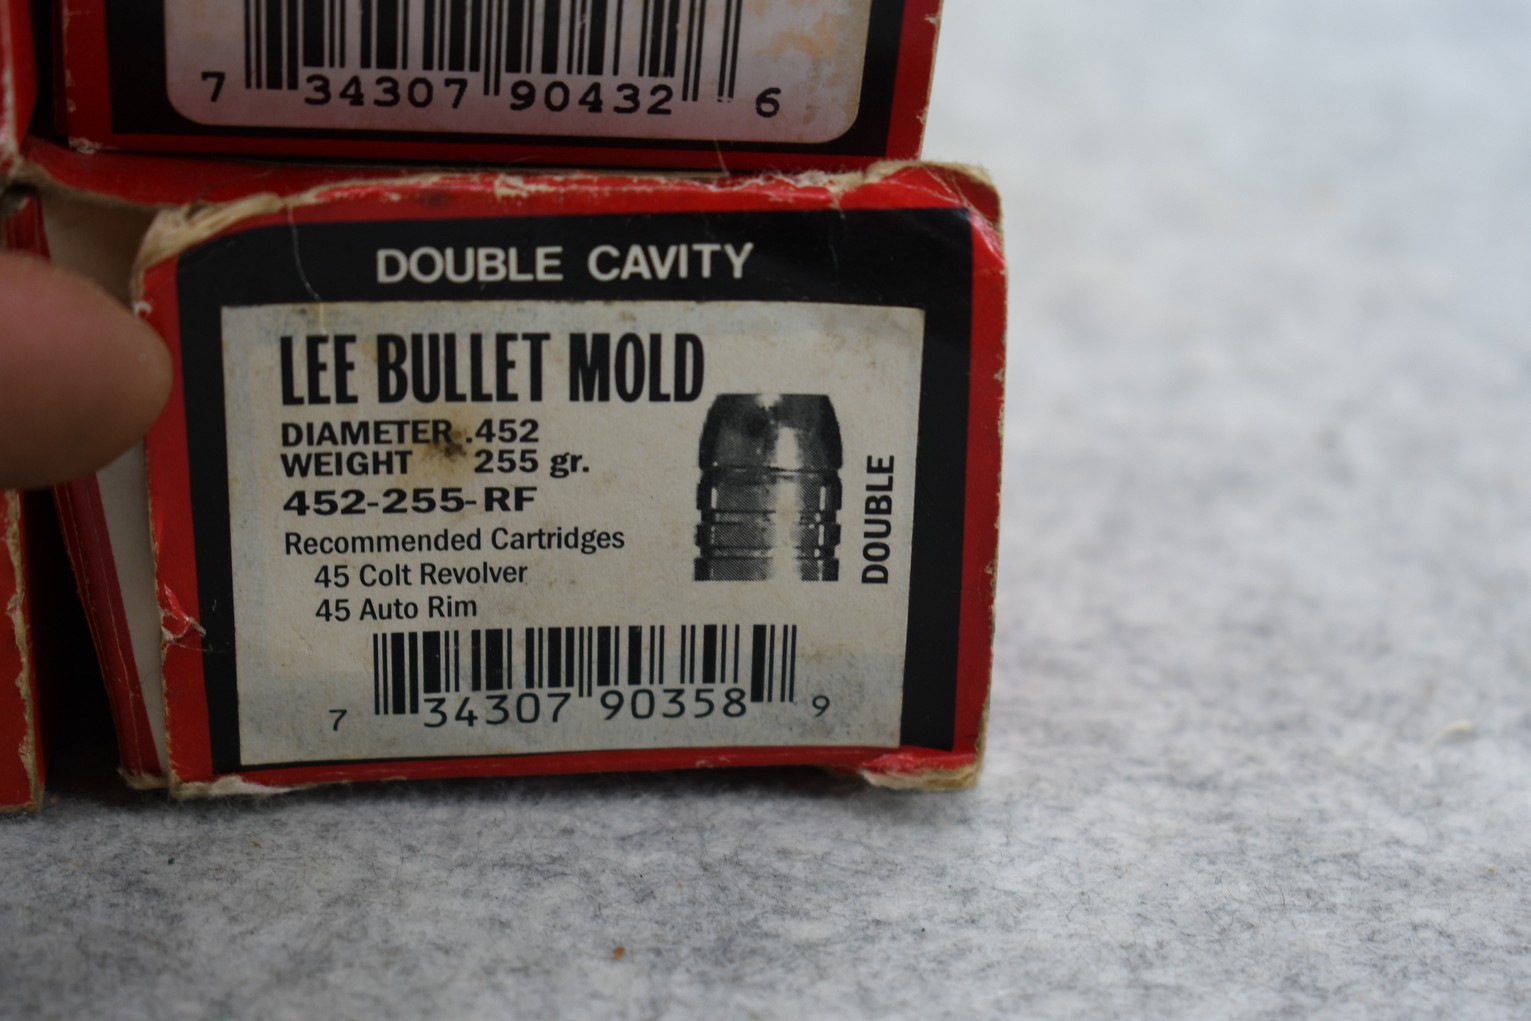 7 34307 90432 6
DOUBLE CAVITY
LEE BULLET MOLD
DIAMETER .452
WEIGHT 255 gr.
452-255-RF
Recommended Cartridges
45 Colt Revolver
45 Auto Rim
DOUBLE
7 34307 90358 9